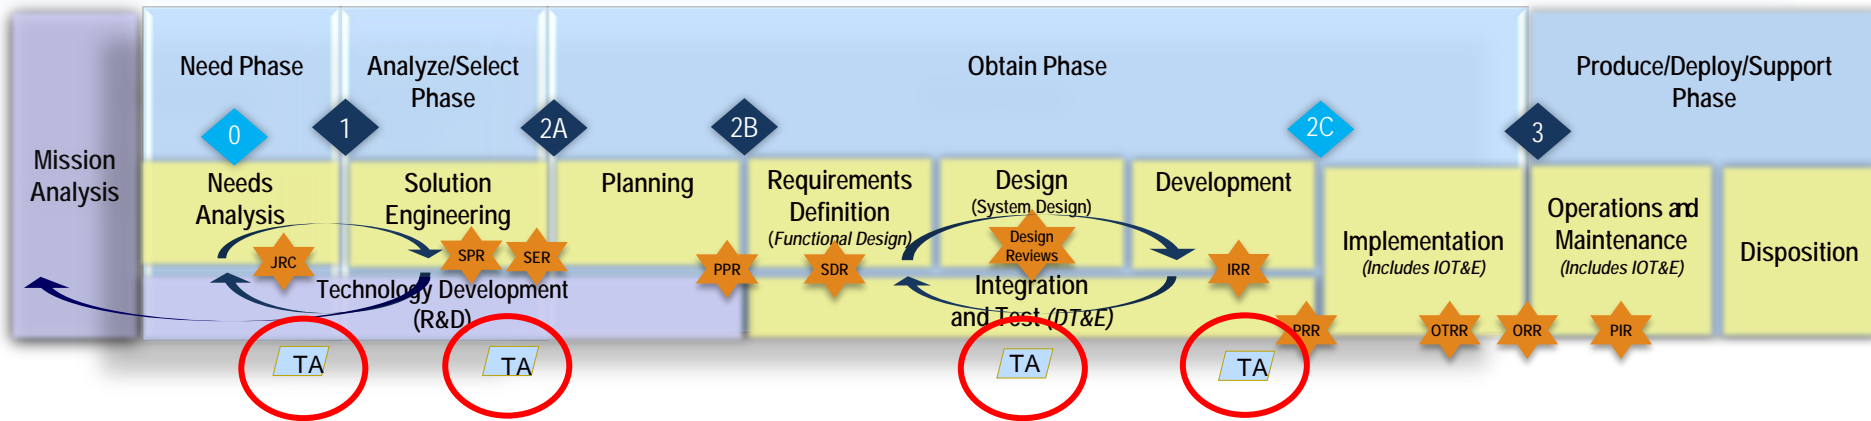 Need Phase
Analyze/Select
Phase
Obtain Phase
Produce/Deploy/Support
Phase
0
1
2A
2B
2C
3
Mission
Analysis
Needs
Analysis
Solution
Engineering
Planning
Requirements
Definition
(Functional Design)
Design
(System Design)
Development
Implementation
(Includes IOT&E)
Operations and
Maintenance
(Includes IOT&E)
Disposition
JRC
SPR
SER
PPR
SDR
Design
Reviews
IRR
Technology Development
(R&D)
Integration
and Test (DT&E)
PRR
OTRR
ORR
PIR
TA
TA
TA
TA